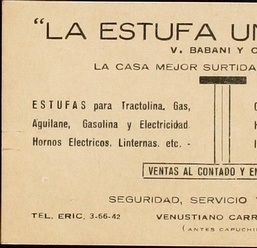 "LA ESTUFA UN
V. BABANI Y C
LA CASA MEJOR SURTIDA
ESTUFAS para Tractolina, Gas,
Aguilane, Gasolina y Electricidad
Hornos Electricos, Linternas, etc. -
VENTAS AL CONTADO Y EN
SEGURIDAD, SERVICIO Y
TEL. ERIC. 3-66-42
VENUSTIANO CARR
(ANTES CAPUCHI